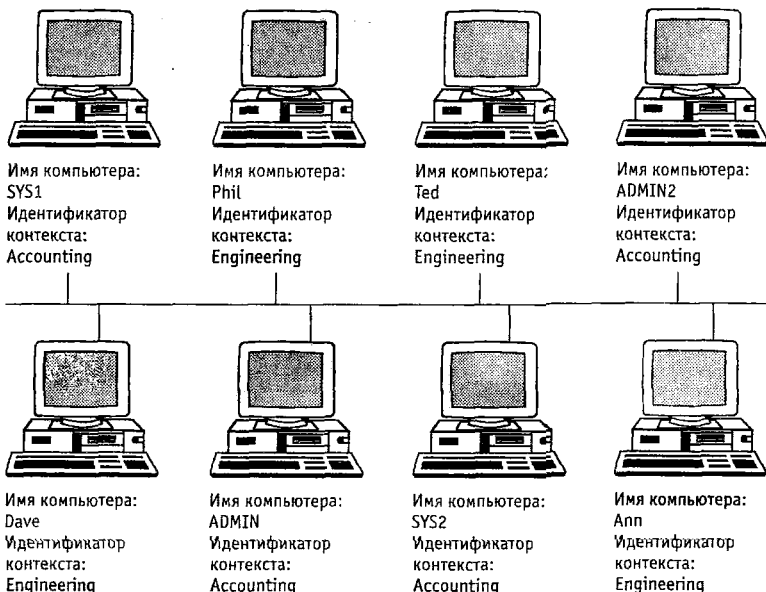 Имя компьютера:
SYS1
Идентификатор
контекста:
Accounting
Имя компьютера:
Phil
Идентификатор
контекста:
Engineering
Имя компьютера:
Ted
Идентификатор
контекста:
Engineering
Имя компьютера:
ADMIN2
Идентификатор
контекста:
Accounting
Имя компьютера:
Dave
Идентификатор
контекста:
Engineering
Имя компьютера:
ADMIN
Идентификатор
контекста:
Accounting
Имя компьютера:
SYS2
Идентификатор
контекста:
Accounting
Имя компьютера:
Ann
Идентификатор
контекста:
Engineering